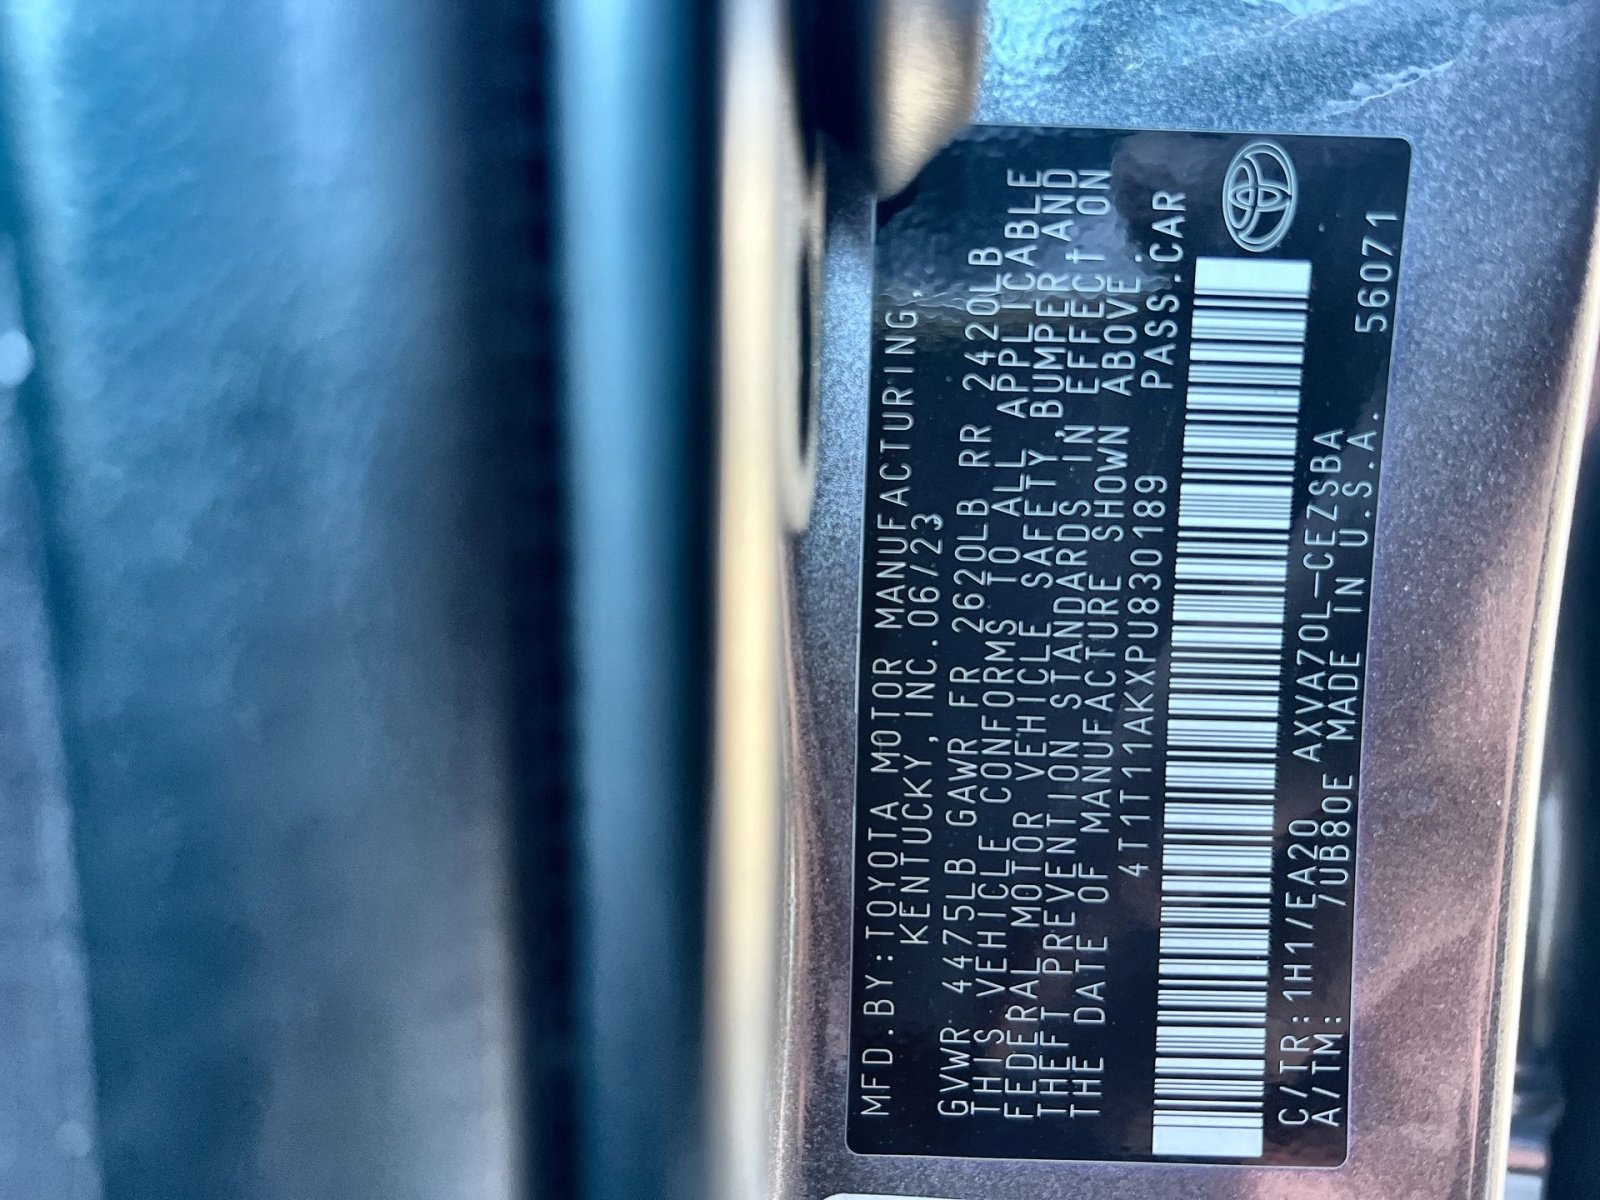 MFD.BY:TOYOTA MOTOR MANUFACTURING,
KENTUCKY,INC.06/23
GVWR 4475LB GAWR FR 2620LB RR 2420LB
THIS VEHICLE CONFORMS TO ALL APPLICABLE
FEDERAL MOTOR VEHICLE SAFETY,BUMPER AND
THEFT PREVENTION STANDARDS IN EFFECT ON
THE DATE OF MANUFACTURE SHOWN ABOVE.
4T1T11AKXPU830189 PASS.CAR
C/TR:1H1/EA20 AXVA70L-CEZSBA
A/TM: /UB80E MADE IN U.S.A. 56071